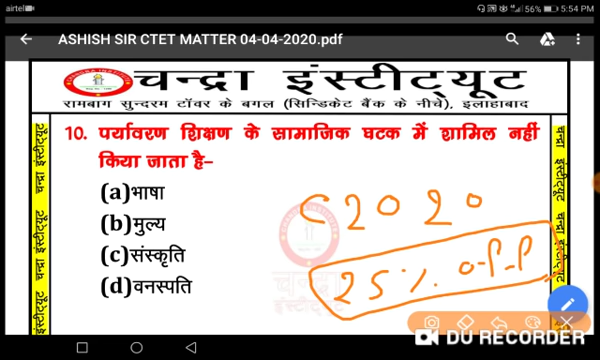 airtel 56% 5:54 PM
ASHISH SIR CTET MATTER 04-04-2020.pdf
चन्द्रा इंस्टीट्यूट
रामबाग सुन्दरम टॉवर के बगल (सिन्डिकेट बैंक के नीचे), इलाहाबाद
10. पर्यावरण शिक्षण के सामाजिक घटक में शामिल नहीं
किया जाता है-
(a)भाषा
(b)मुल्य
(c)संस्कृति
(d)वनस्पति
C2020
25% O.P.P
चन्द्रा इंस्टीट्यूट
चन्द्रा इंस्टीट्यूट
DU RECORDER